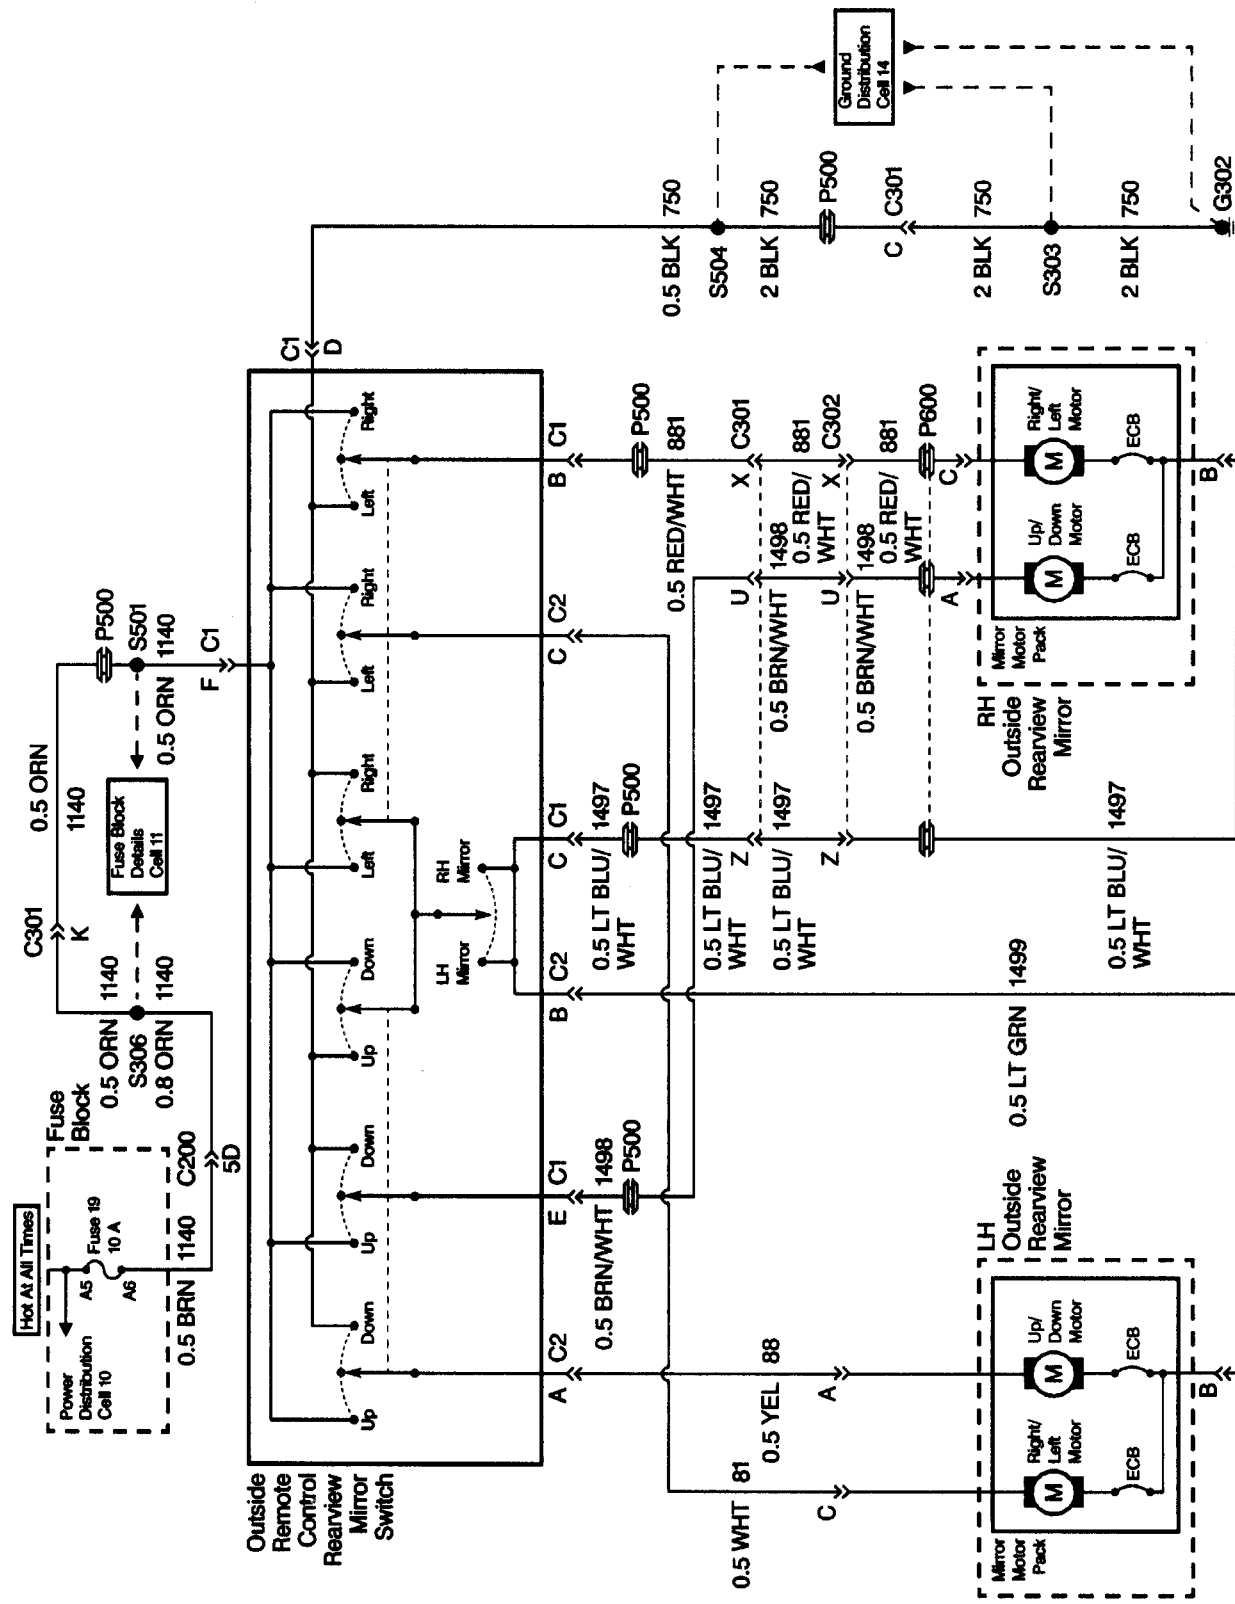 Hot At All Times
Fuse
Block
Power
Distribution
Cell 10
A5
Fuse 19
10 A
A6
0.5 BRN 1140
C200
5D
0.8 ORN 1140
S306
0.5 ORN 1140
C301
K
0.5 ORN
1140
Fuse Block
Details
Cell 11
P500
S501
0.5 ORN 1140
F
C1
Outside
Remote
Control
Rearview
Mirror
Switch
Up
Down
Up
Down
Up
Down
Left
Right
Left
Right
Left
Right
LH
Mirror
RH
Mirror
C1
D
A
C2
E
C1
B
C2
C
C1
C
C2
B
C1
0.5 BRN/WHT 1498
P500
0.5 LT BLU/
WHT
1497
P500
P500
0.5 RED/WHT 881
0.5 WHT 81
0.5 YEL 88
0.5 LT BLU/
WHT
1497
Z
U
X
C301
0.5 LT BLU/
WHT
1497
0.5 BRN/WHT 1498
0.5 RED/
WHT
881
C
A
Z
U
X
C302
0.5 BRN/WHT 1498
0.5 RED/
WHT
881
P600
A
C
0.5 LT GRN 1499
0.5 LT BLU/
WHT
1497
LH
Outside
Rearview
Mirror
Mirror
Motor
Pack
Right/
Left
Motor
M
Up/
Down
Motor
M
ECB
ECB
B
RH
Outside
Rearview
Mirror
Mirror
Motor
Pack
Up/
Down
Motor
M
Right/
Left
Motor
M
ECB
ECB
B
0.5 BLK 750
S504
2 BLK 750
P500
C
C301
2 BLK 750
S303
2 BLK 750
G302
Ground
Distribution
Cell 14